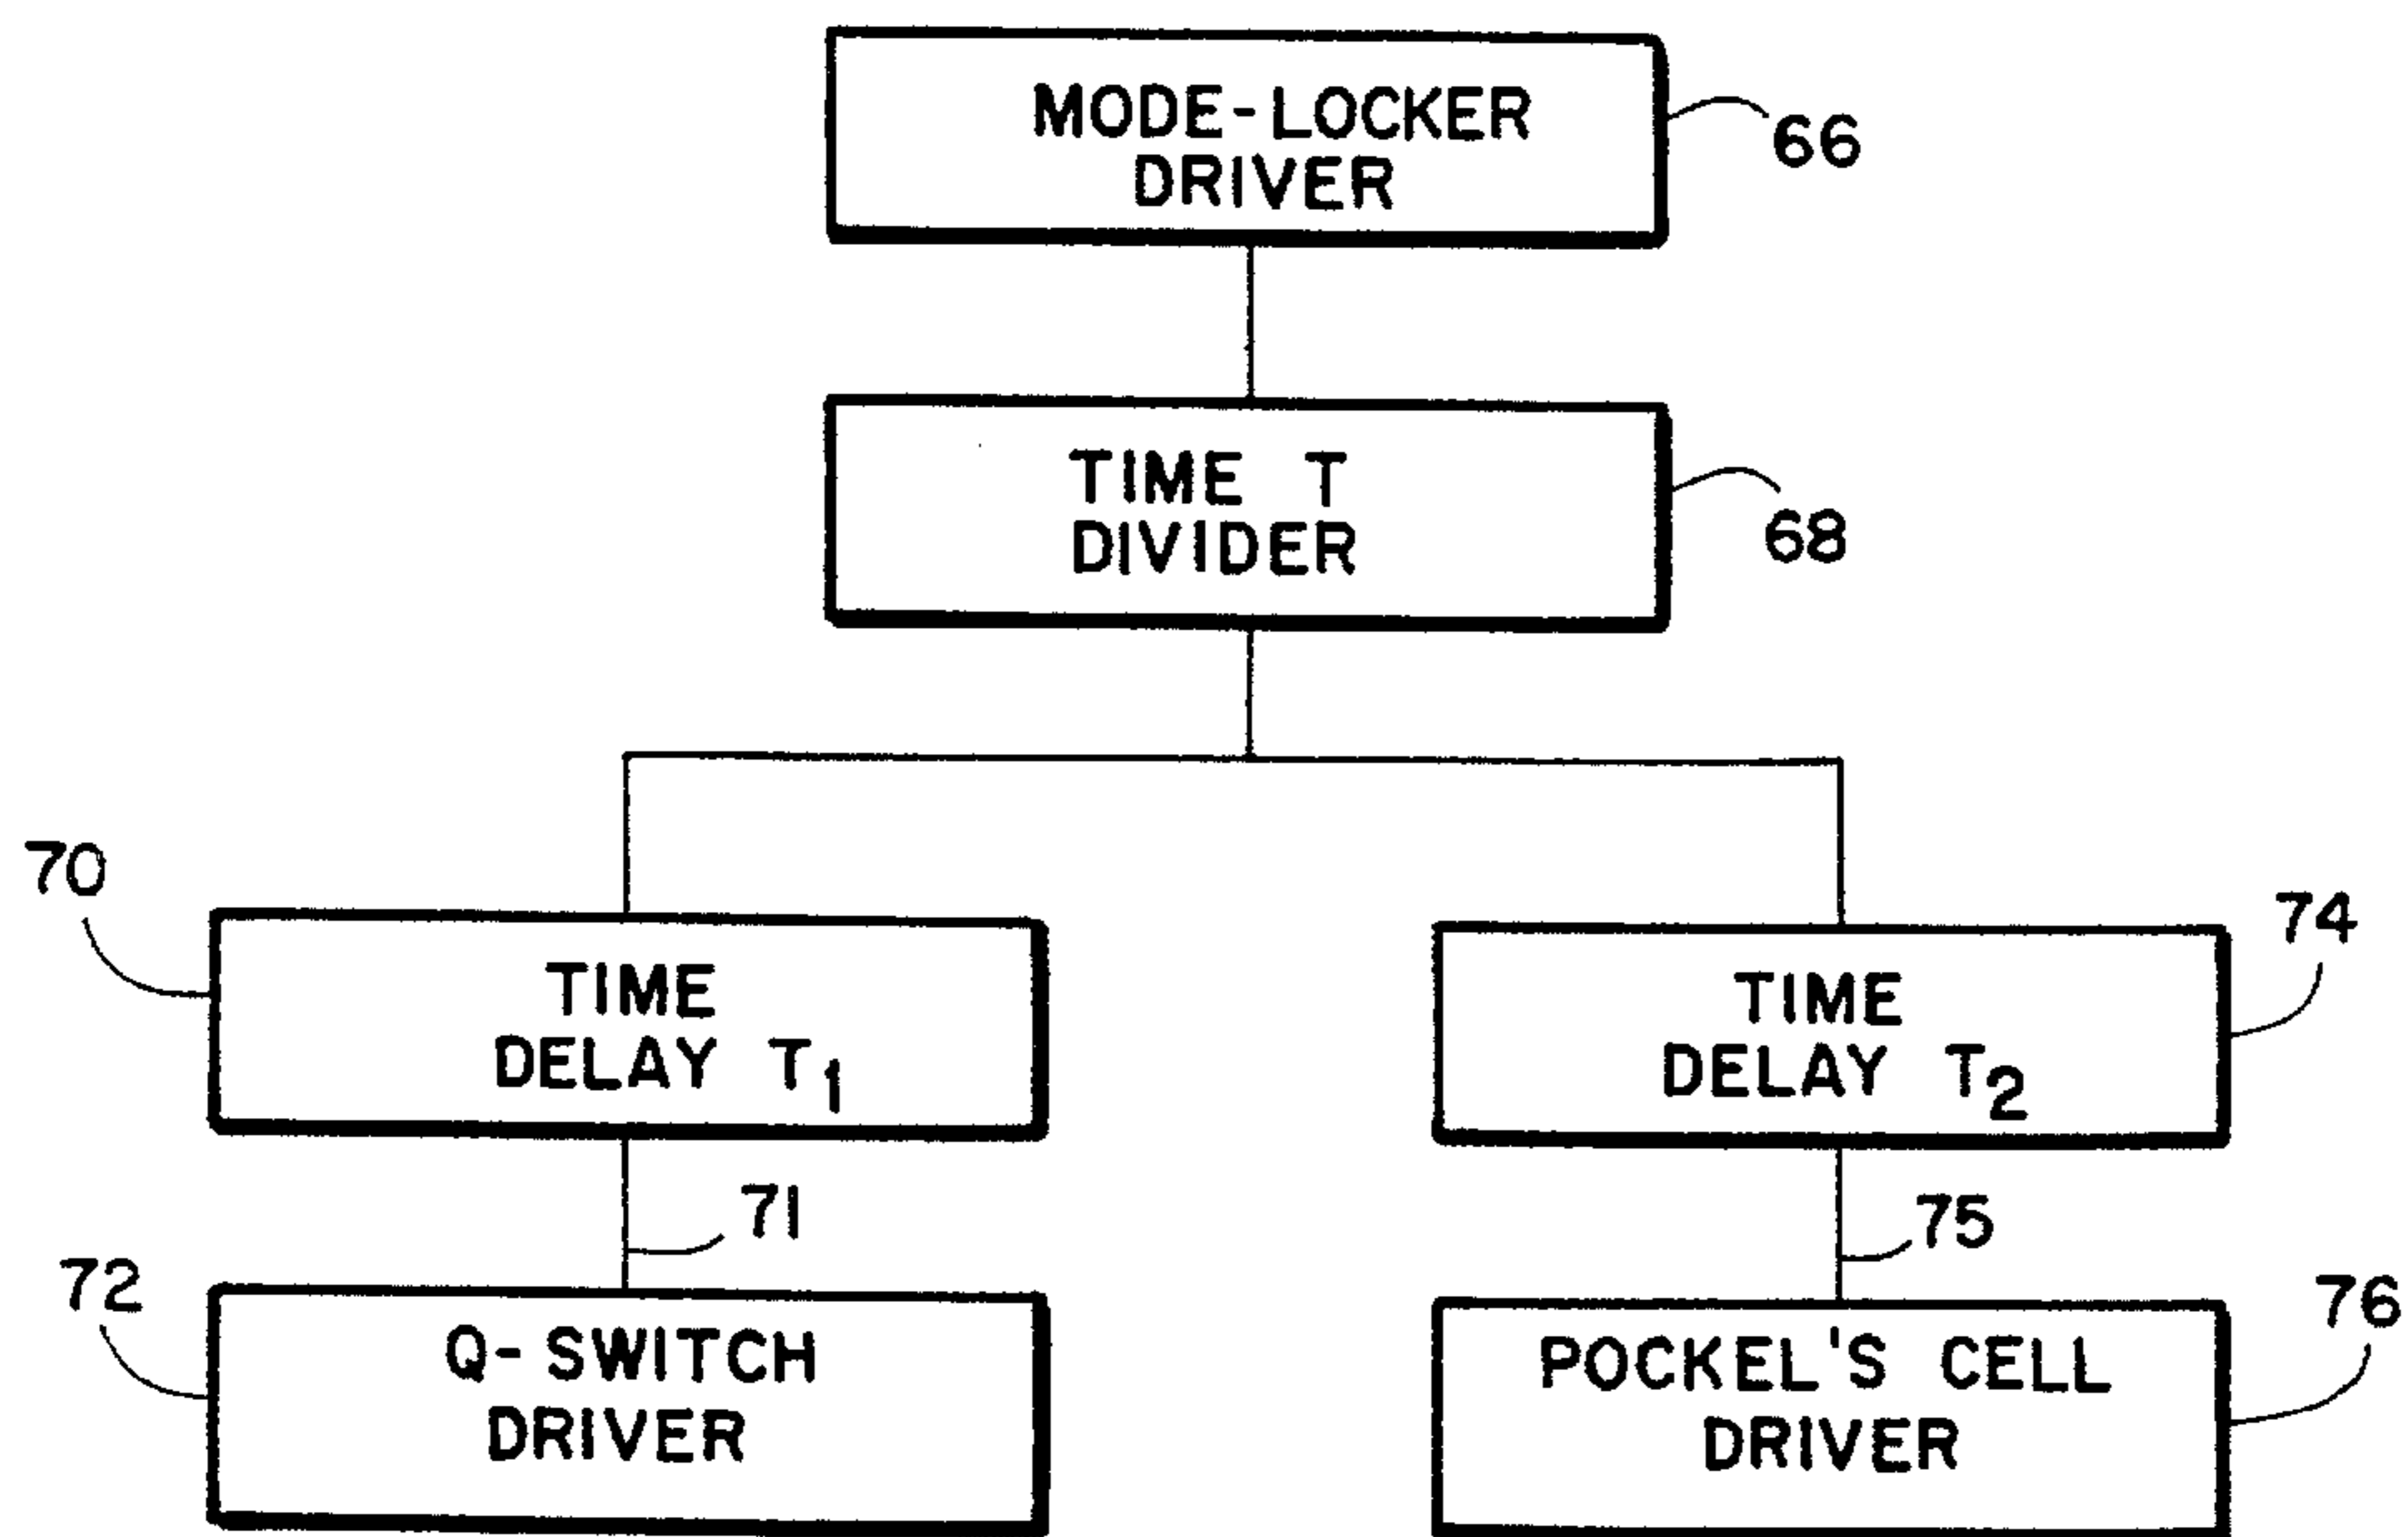 MODE-LOCKER
DRIVER
66
TIME T
DIVIDER
68
70
TIME
DELAY T1
74
TIME
DELAY T2
71
75
72
Q-SWITCH
DRIVER
76
POCKEL'S CELL
DRIVER